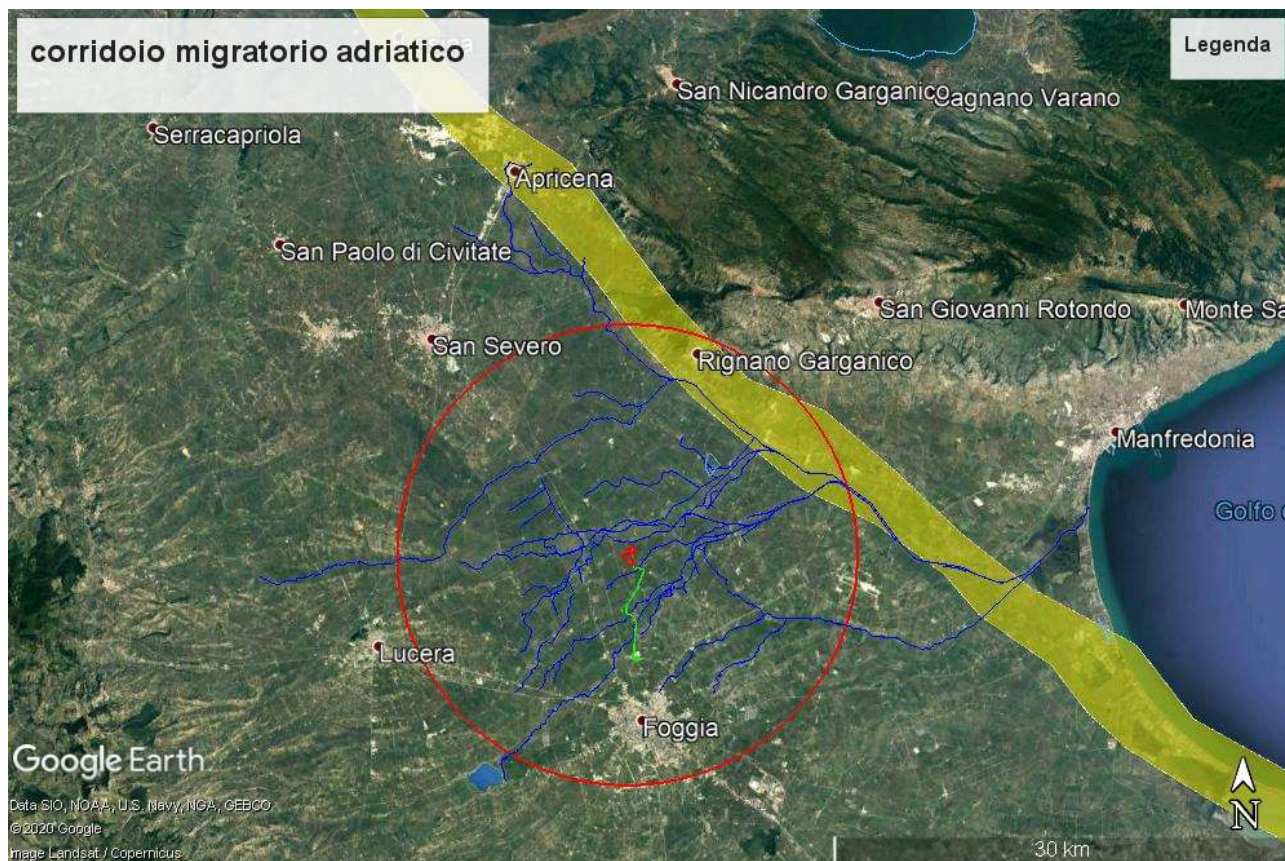 corridoio migratorio adriatico
Legenda
San Nicandro Garganico
Cagnano Varano
Serracapriola
Apricena
San Paolo di Civitate
San Giovanni Rotondo
Monte Sa
San Severo
Rignano Garganico
Manfredonia
Golfo
Lucera
Foggia
Google Earth
Data SIO, NOAA, U.S. Navy, NGA, GEBCO
© 2020 Google
Image Landsat / Copernicus
N
30 km